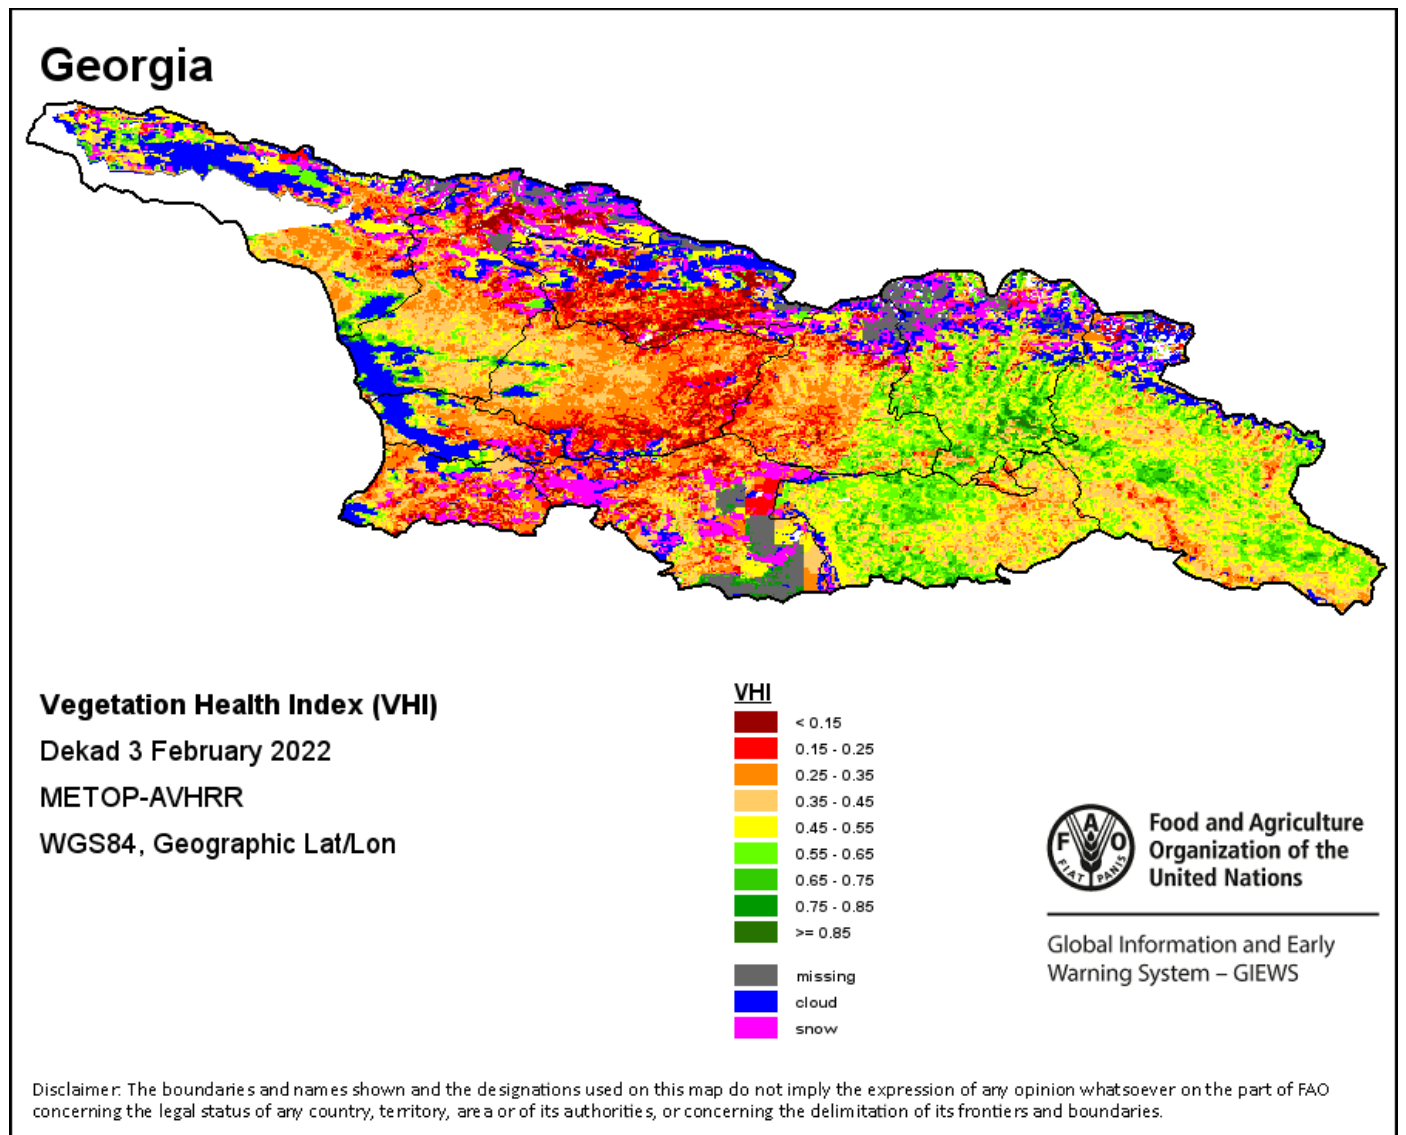 Georgia
Vegetation Health Index (VHI)
Dekad 3 February 2022
METOP-AVHRR
WGS84, Geographic Lat/Lon
VHI
< 0.15
0.15 - 0.25
0.25 - 0.35
0.35 - 0.45
0.45 - 0.55
0.55 - 0.65
0.65 - 0.75
0.75 - 0.85
>= 0.85
missing
cloud
snow
F A O
FIAT PANIS
Food and Agriculture
Organization of the
United Nations
Global Information and Early
Warning System – GIEWS
Disclaimer: The boundaries and names shown and the designations used on this map do not imply the expression of any opinion whatsoever on the part of FAO
concerning the legal status of any country, territory, area or of its authorities, or concerning the delimitation of its frontiers and boundaries.